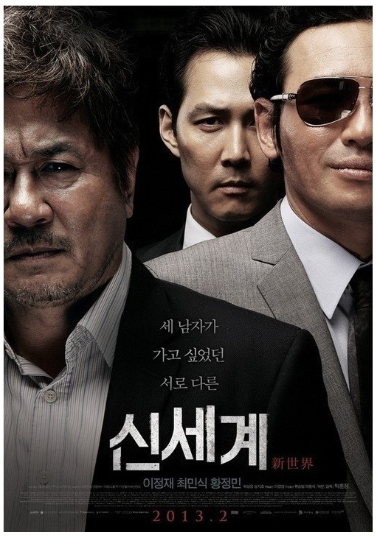 세 남자가
가고 싶었던
서로 다른
신세계 新世界
이정재 최민식 황정민
2013.2